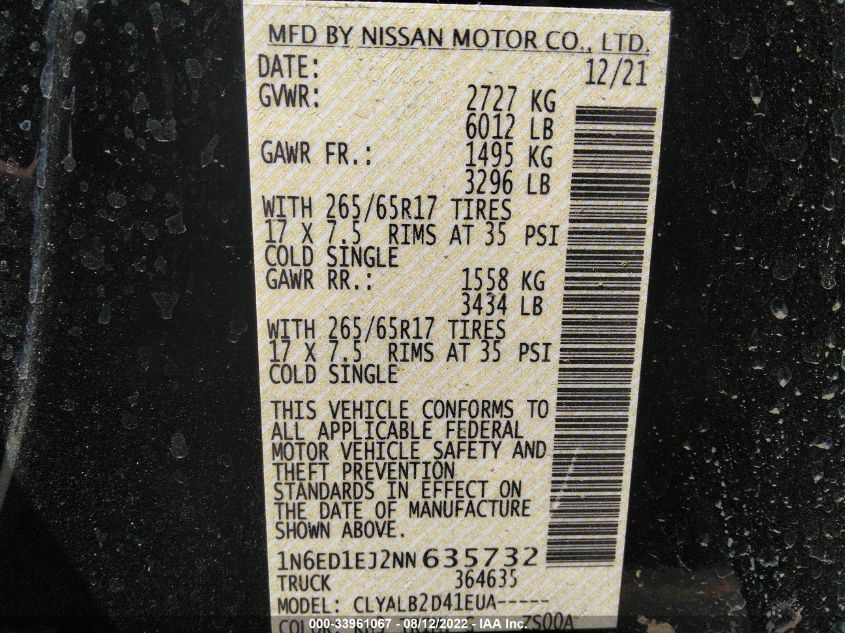 MFD BY NISSAN MOTOR CO., LTD.
DATE: 12/21
GVWR: 2727 KG
6012 LB
GAWR FR.: 1495 KG
3296 LB
WITH 265/65R17 TIRES
17 X 7.5 RIMS AT 35 PSI
COLD SINGLE
GAWR RR.: 1558 KG
3434 LB
WITH 265/65R17 TIRES
17 X 7.5 RIMS AT 35 PSI
COLD SINGLE
THIS VEHICLE CONFORMS TO
ALL APPLICABLE FEDERAL
MOTOR VEHICLE SAFETY AND
THEFT PREVENTION
STANDARDS IN EFFECT ON
THE DATE OF MANUFACTURE
SHOWN ABOVE.
1N6ED1EJ2NN635732
TRUCK 364635
MODEL: CLYALB2D41EUA-----
COLOR:
000-33961067 - 08/12/2022 - IAA, Inc.